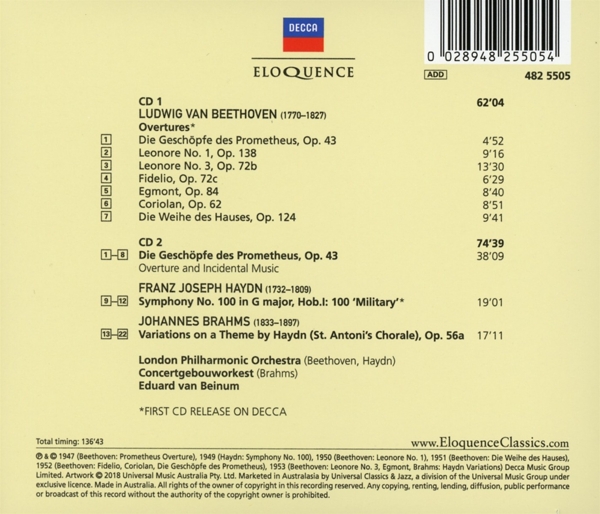 DECCA
ELOQUENCE
0 028948 255054
ADD
482 5505
CD 1 62’04
LUDWIG VAN BEETHOVEN (1770–1827)
Overtures*
1 Die Geschöpfe des Prometheus, Op. 43 4’52
2 Leonore No. 1, Op. 138 9’16
3 Leonore No. 3, Op. 72b 13’30
4 Fidelio, Op. 72c 6’29
5 Egmont, Op. 84 8’40
6 Coriolan, Op. 62 8’51
7 Die Weihe des Hauses, Op. 124 9’41
CD 2 74’39
1–8 Die Geschöpfe des Prometheus, Op. 43 38’09
Overture and Incidental Music
FRANZ JOSEPH HAYDN (1732–1809)
9–12 Symphony No. 100 in G major, Hob.I: 100 ‘Military’* 19’01
JOHANNES BRAHMS (1833–1897)
13–22 Variations on a Theme by Haydn (St. Antoni’s Chorale), Op. 56a 17’11
London Philharmonic Orchestra (Beethoven, Haydn)
Concertgebouworkest (Brahms)
Eduard van Beinum
*FIRST CD RELEASE ON DECCA
Total timing: 136’43
www.EloquenceClassics.com
℗ & © 1947 (Beethoven: Prometheus Overture), 1949 (Haydn: Symphony No. 100), 1950 (Beethoven: Leonore No. 1), 1951 (Beethoven: Die Weihe des Hauses),
1952 (Beethoven: Fidelio, Coriolan, Die Geschöpfe des Prometheus), 1953 (Beethoven: Leonore No. 3, Egmont, Brahms: Haydn Variations) Decca Music Group
Limited. Artwork © 2018 Universal Music Australia Pty. Ltd. Marketed in Australasia by Universal Classics & Jazz, a division of the Universal Music Group under
exclusive licence. Made in Australia. All rights of the owner of copyright in this recording reserved. Any copying, renting, lending, diffusion, public performance
or broadcast of this record without the authority of the copyright owner is prohibited.